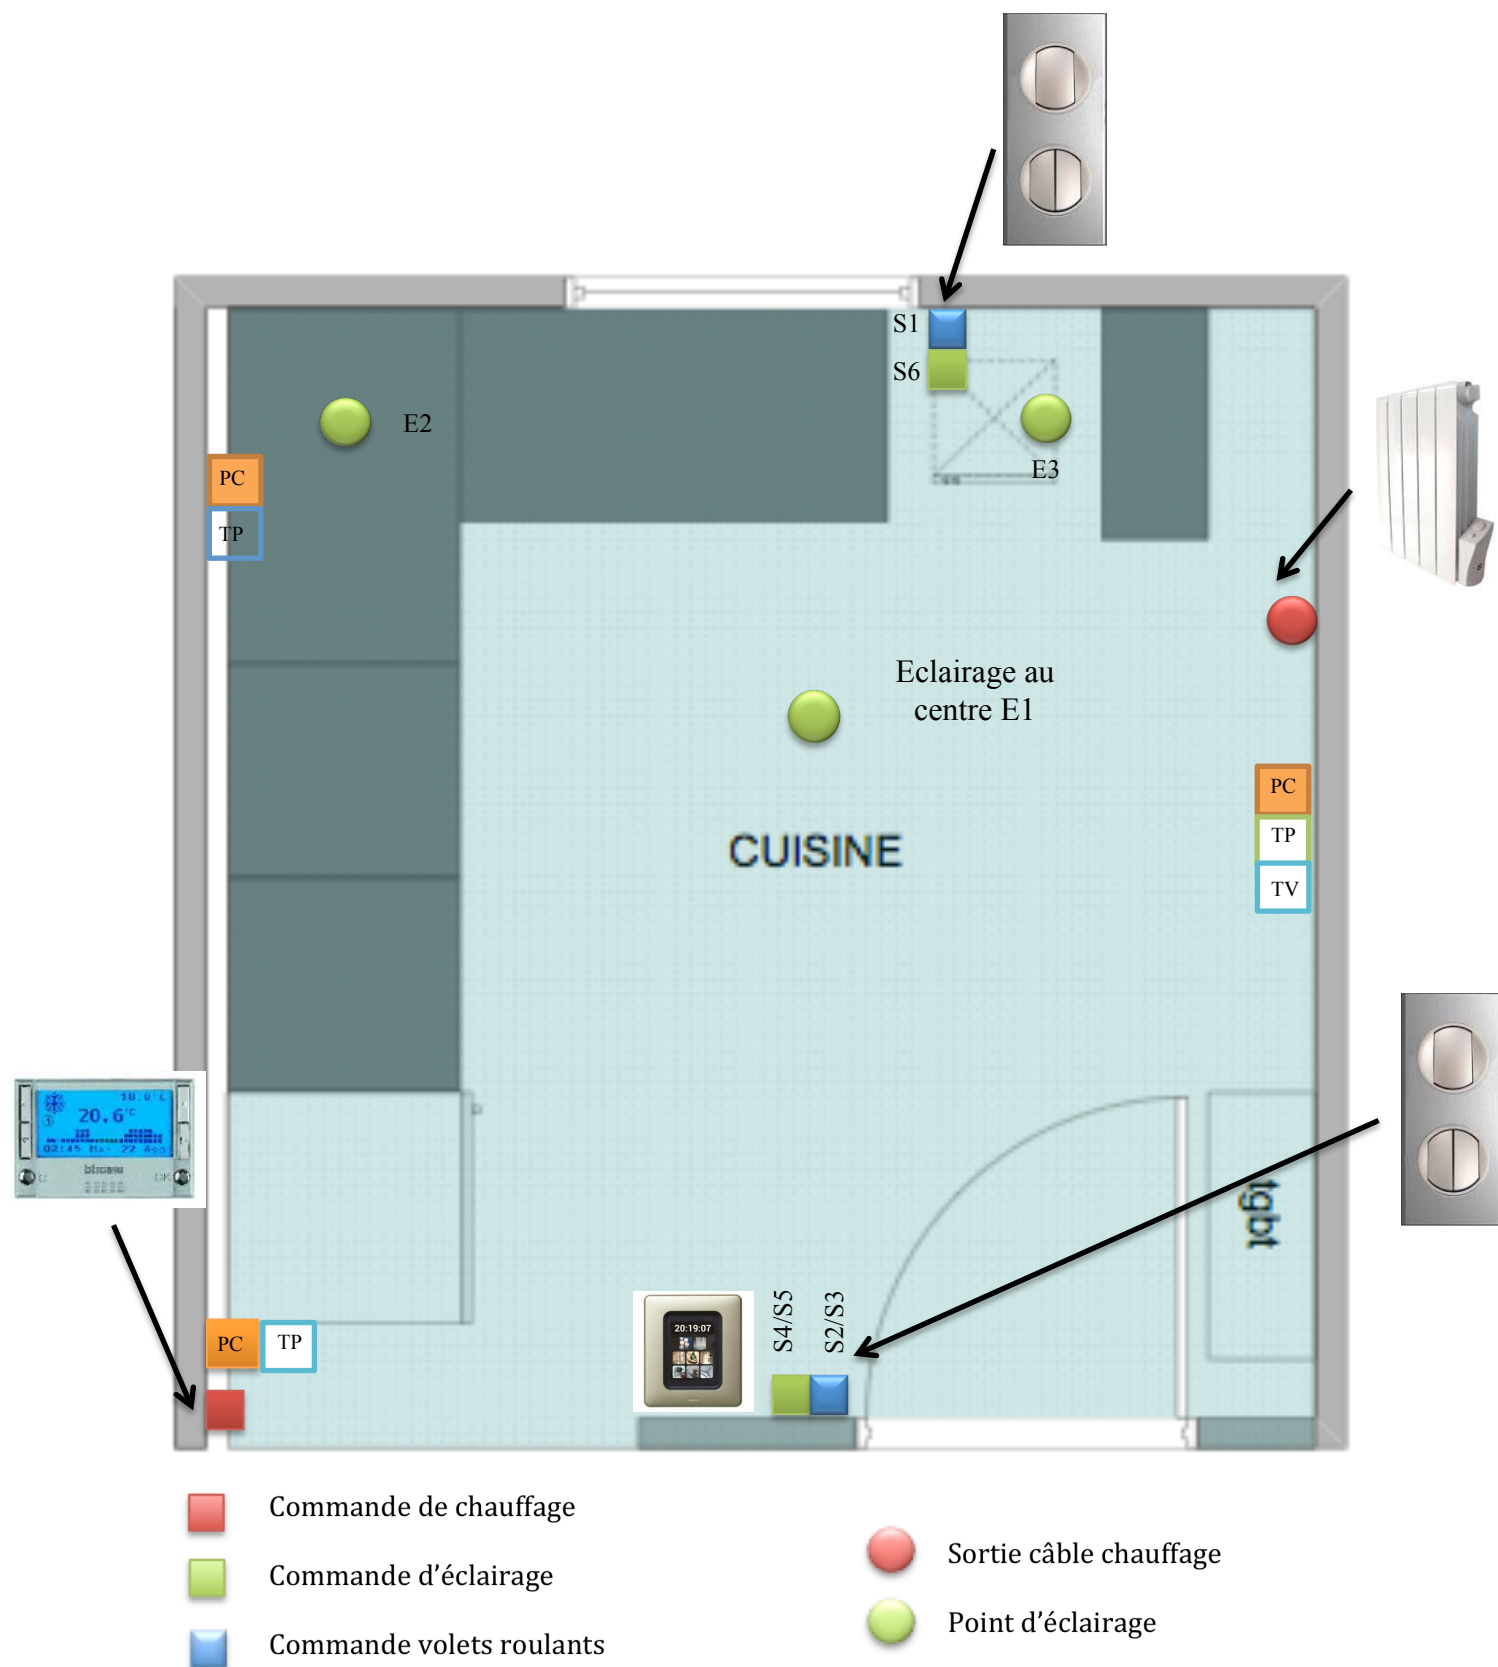 S1
S6
E2
E3
PC
TP
Eclairage au
centre E1
PC
TP
TV
CUISINE
20.6°C
bticino
OK
tgbt
S4/S5
S2/S3
20:19:07
PC
TP
Commande de chauffage
Commande d’éclairage
Commande volets roulants
Sortie câble chauffage
Point d’éclairage